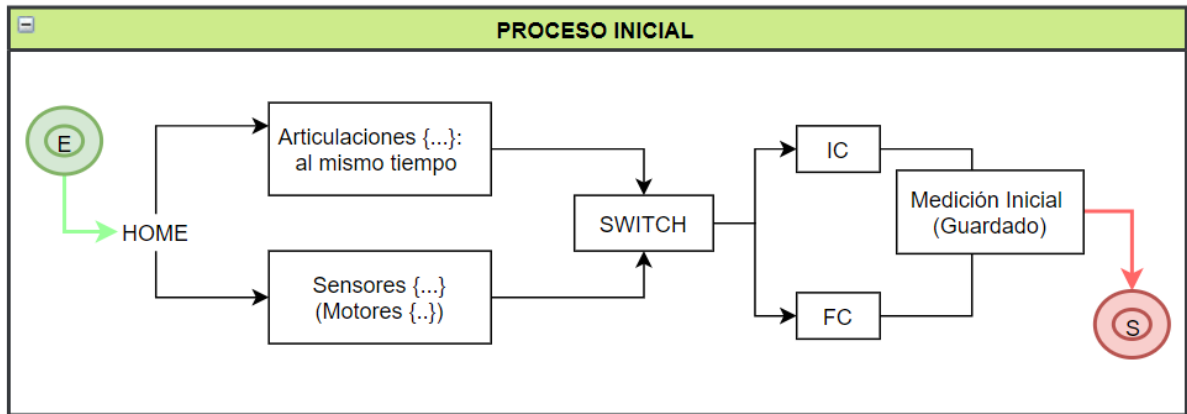 PROCESO INICIAL
E
HOME
Articulaciones {...}:
al mismo tiempo
Sensores {...}
(Motores {..})
SWITCH
IC
FC
Medición Inicial
(Guardado)
S